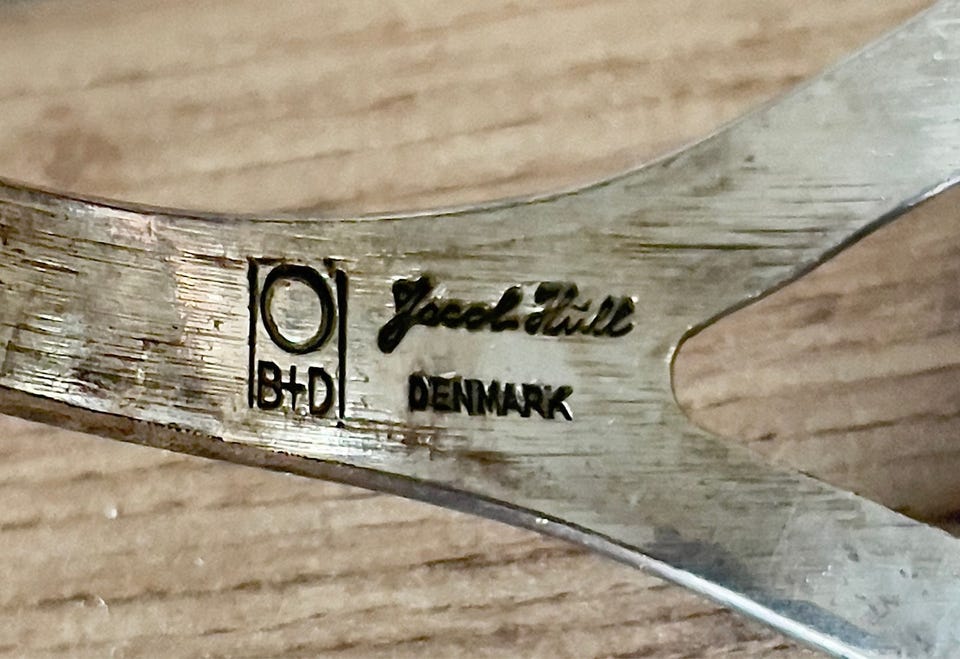 B+D
Jacob Hull
DENMARK